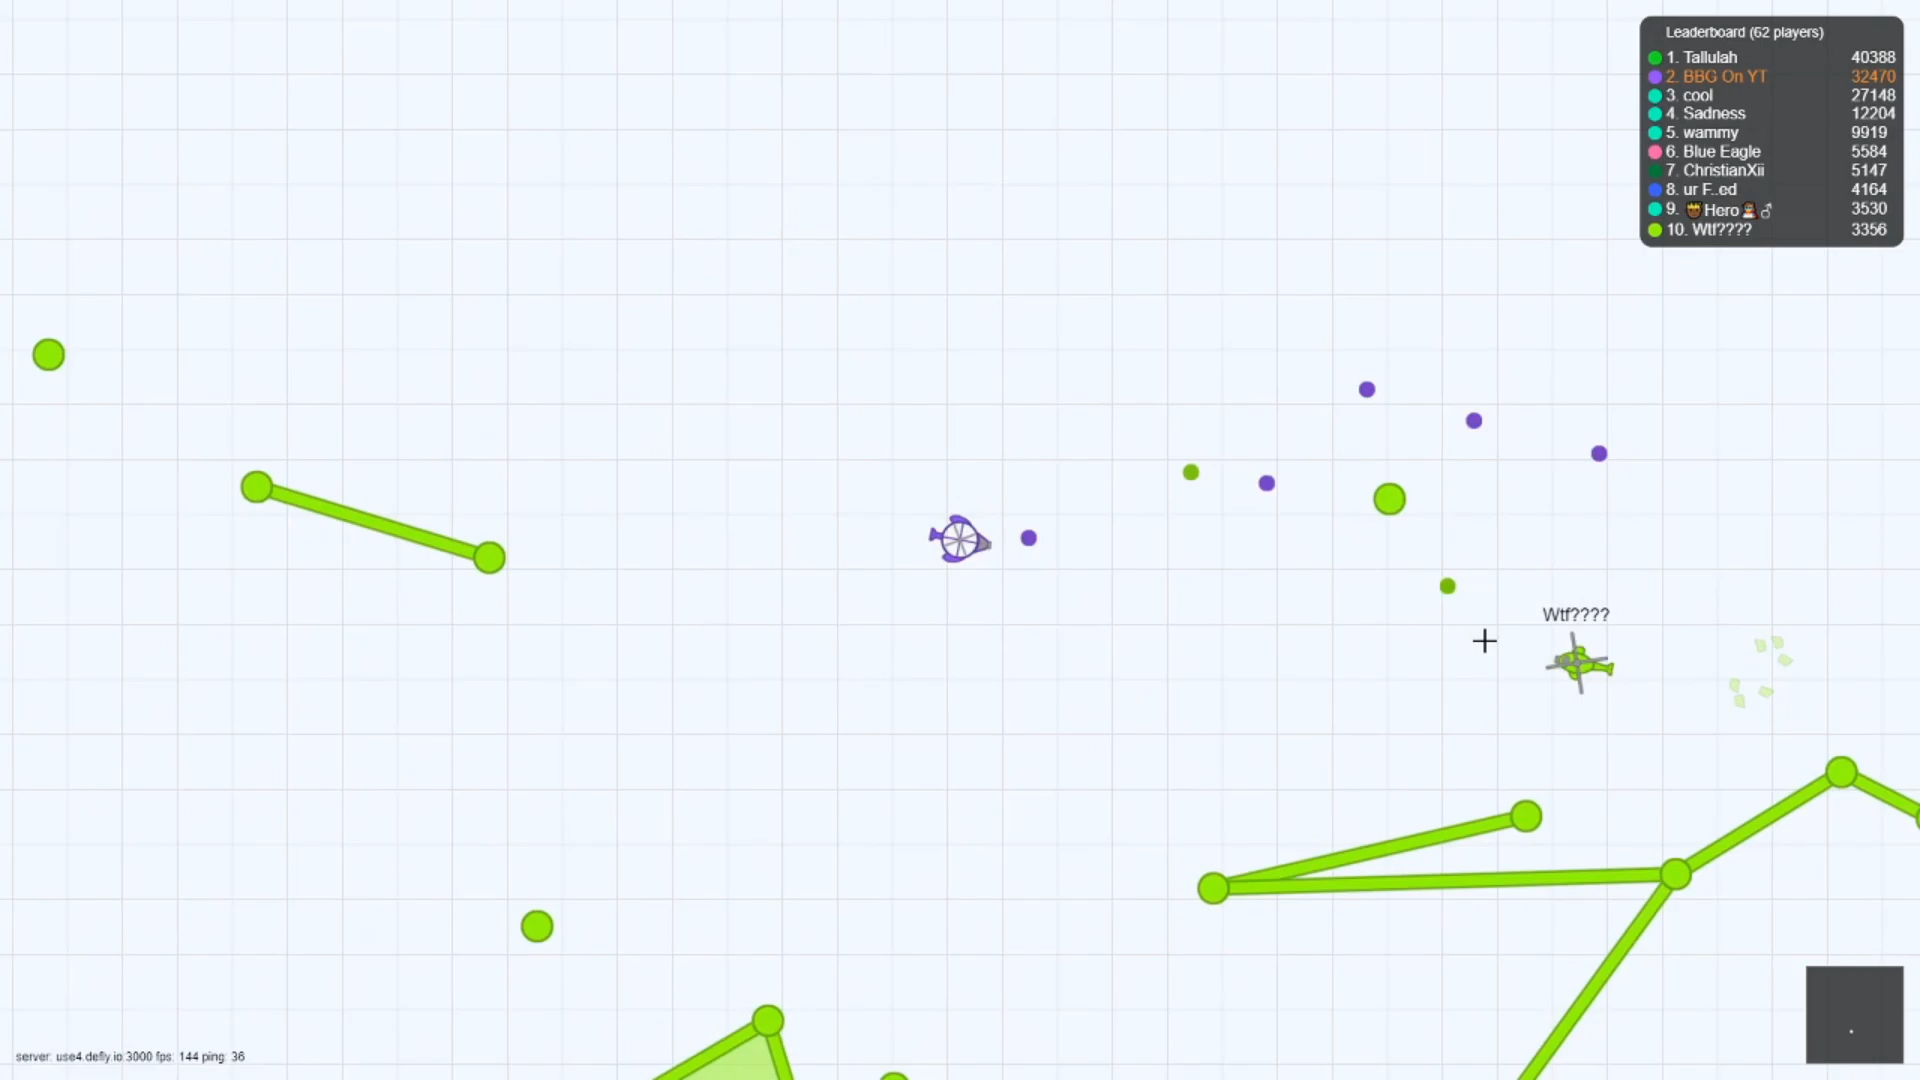 Leaderboard (62 players)
1. Tallulah 40388
2. BBG On YT 32470
3. cool 27148
4. Sadness 12204
5. wammy 9919
6. Blue Eagle 5584
7. ChristianXii 5147
8. ur F..ed 4164
9. Hero ♂ 3530
10. Wtf???? 3356
Wtf????
server: use4.defly.io:3000 fps: 144 ping: 36